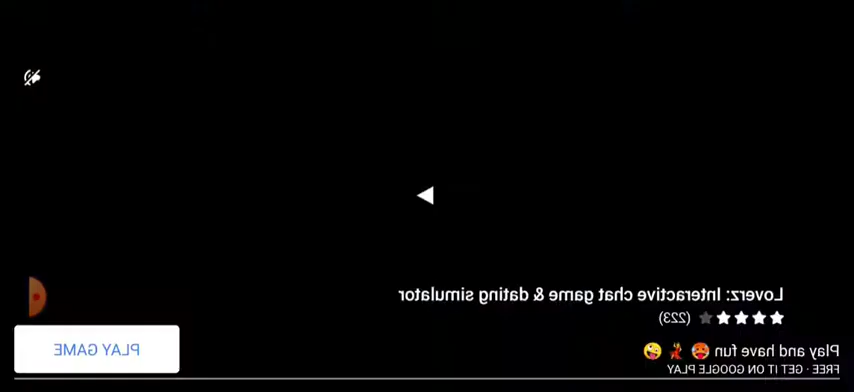 Loverz: Interactive chat game & dating simulator
(223)
Play and have fun 🥵 💃 🤪
FREE · GET IT ON GOOGLE PLAY
PLAY GAME